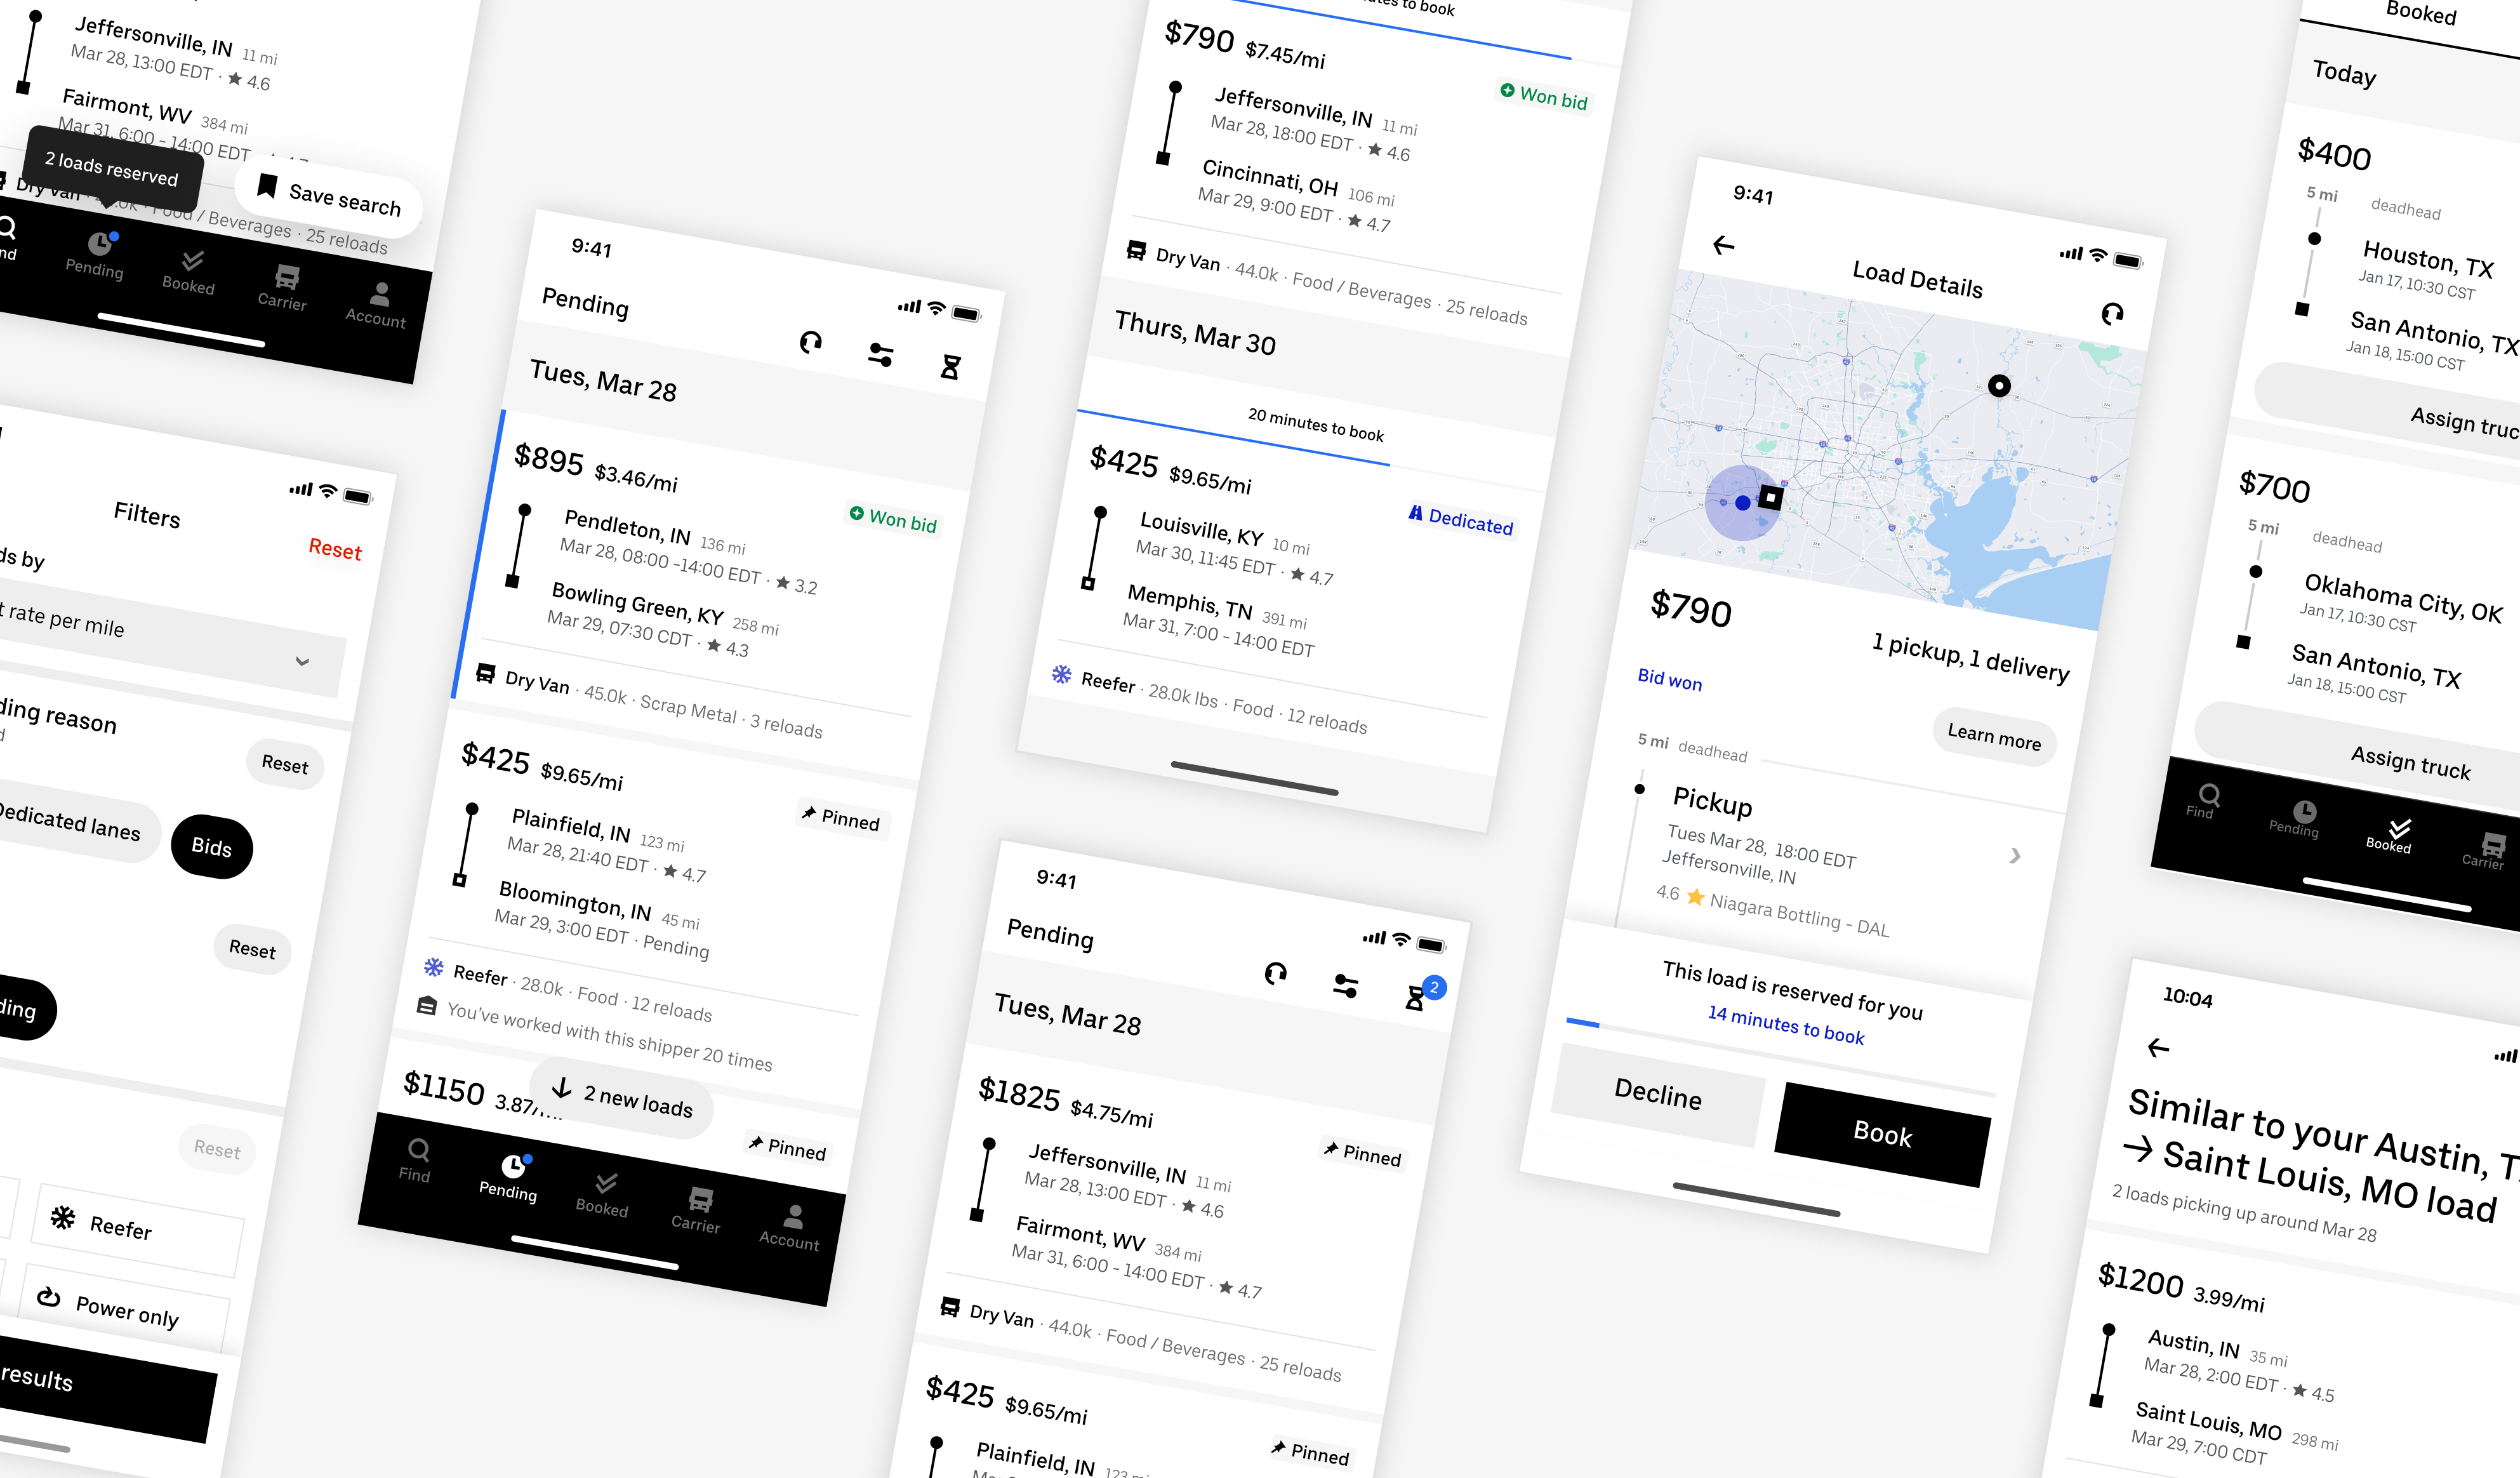 Jeffersonville, IN 11 mi
Mar 28, 13:00 EDT · ★ 4.6
Fairmont, WV 384 mi
Mar 31, 6:00 - 14:00 EDT
2 loads reserved
Save search
Dry Van
Food / Beverages · 25 reloads
Pending
Booked
Carrier
Account
Filters
Reset
rate per mile
Reset
Dedicated lanes
Bids
Reset
Reset
Reefer
Power only
results
9:41
Pending
Tues, Mar 28
$895 $3.46/mi
Won bid
Pendleton, IN 136 mi
Mar 28, 08:00 -14:00 EDT · ★ 3.2
Bowling Green, KY 258 mi
Mar 29, 07:30 CDT · ★ 4.3
Dry Van · 45.0k · Scrap Metal · 3 reloads
$425 $9.65/mi
Pinned
Plainfield, IN 123 mi
Mar 28, 21:40 EDT · ★ 4.7
Bloomington, IN 45 mi
Mar 29, 3:00 EDT · Pending
Reefer · 28.0k · Food · 12 reloads
You've worked with this shipper 20 times
$1150 3.87/
2 new loads
Pinned
Find
Pending
Booked
Carrier
Account
to book
$790 $7.45/mi
Won bid
Jeffersonville, IN 11 mi
Mar 28, 18:00 EDT · ★ 4.6
Cincinnati, OH 106 mi
Mar 29, 9:00 EDT · ★ 4.7
Dry Van · 44.0k · Food / Beverages · 25 reloads
Thurs, Mar 30
20 minutes to book
$425 $9.65/mi
Dedicated
Louisville, KY 10 mi
Mar 30, 11:45 EDT · ★ 4.7
Memphis, TN 391 mi
Mar 31, 7:00 - 14:00 EDT
Reefer · 28.0k lbs · Food · 12 reloads
9:41
Pending
2
Tues, Mar 28
$1825 $4.75/mi
Pinned
Jeffersonville, IN 11 mi
Mar 28, 13:00 EDT · ★ 4.6
Fairmont, WV 384 mi
Mar 31, 6:00 - 14:00 EDT · ★ 4.7
Dry Van · 44.0k · Food / Beverages · 25 reloads
$425 $9.65/mi
Pinned
Plainfield, IN 123 mi
9:41
Load Details
$790
1 pickup, 1 delivery
Bid won
Learn more
5 mi deadhead
Pickup
Tues Mar 28, 18:00 EDT
Jeffersonville, IN
4.6 ⭐ Niagara Bottling - DAL
This load is reserved for you
14 minutes to book
Decline
Book
Booked
Today
$400
5 mi deadhead
Houston, TX
Jan 17, 10:30 CST
San Antonio, TX
Jan 18, 15:00 CST
Assign truc
$700
5 mi deadhead
Oklahoma City, OK
Jan 17, 10:30 CST
San Antonio, TX
Jan 18, 15:00 CST
Assign truck
Find
Pending
Booked
Carrier
10:04
Similar to your Austin, T
→ Saint Louis, MO load
2 loads picking up around Mar 28
$1200 3.99/mi
Austin, IN 35 mi
Mar 28, 2:00 EDT · ★ 4.5
Saint Louis, MO 298 mi
Mar 29, 7:00 CDT